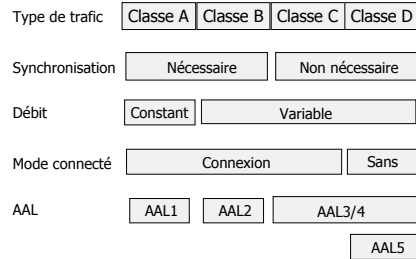 Type de trafic Classe A Classe B Classe C Classe D
Synchronisation Nécessaire Non nécessaire
Débit Constant Variable
Mode connecté Connexion Sans
AAL AAL1 AAL2 AAL3/4
AAL5